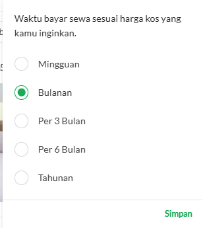 Waktu bayar sewa sesuai harga kos yang
kamu inginkan.
Mingguan
Bulanan
Per 3 Bulan
Per 6 Bulan
Tahunan
Simpan